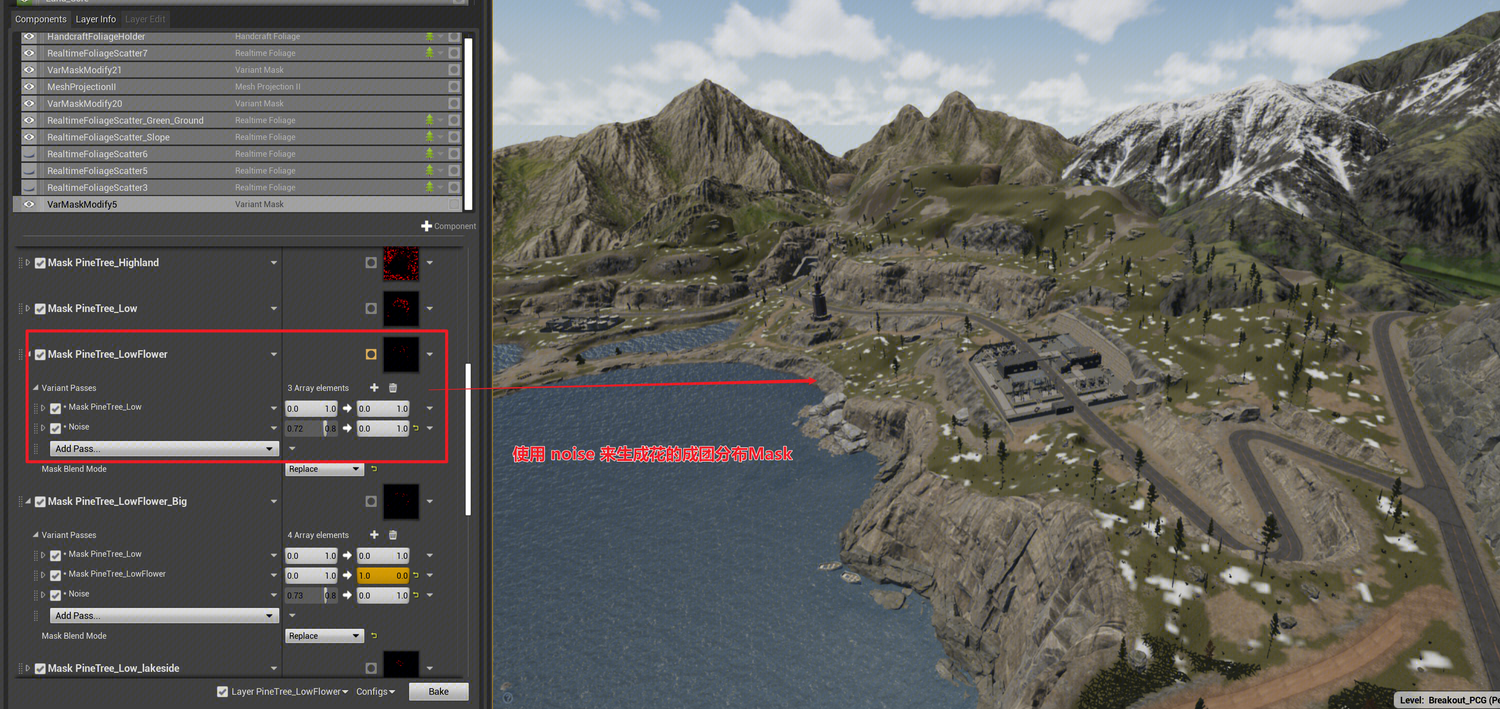 Components Layer Info Layer Edit
HandcraftFoliageHolder Handcraft Foliage
RealtimeFoliageScatter7 Realtime Foliage
VarMaskModify21 Variant Mask
MeshProjectionII Mesh Projection II
VarMaskModify20 Variant Mask
RealtimeFoliageScatter_Green_Ground Realtime Foliage
RealtimeFoliageScatter_Slope Realtime Foliage
RealtimeFoliageScatter6 Realtime Foliage
RealtimeFoliageScatter5 Realtime Foliage
RealtimeFoliageScatter3 Realtime Foliage
VarMaskModify5 Variant Mask
Component
Mask PineTree_Highland
Mask PineTree_Low
Mask PineTree_LowFlower
Variant Passes 3 Array elements
* Mask PineTree_Low 0.0 1.0 0.0 1.0
* Noise 0.72 0.8 0.0 1.0
Add Pass...
Mask Blend Mode Replace
使用 noise 来生成花的成团分布Mask
Mask PineTree_LowFlower_Big
Variant Passes 4 Array elements
* Mask PineTree_Low 0.0 1.0 0.0 1.0
* Mask PineTree_LowFlower 0.0 1.0 1.0 0.0
* Noise 0.73 0.8 0.0 1.0
Add Pass...
Mask Blend Mode Replace
Mask PineTree_Low_lakeside
Layer PineTree_LowFlower Configs Bake
Level: Breakout_PCG